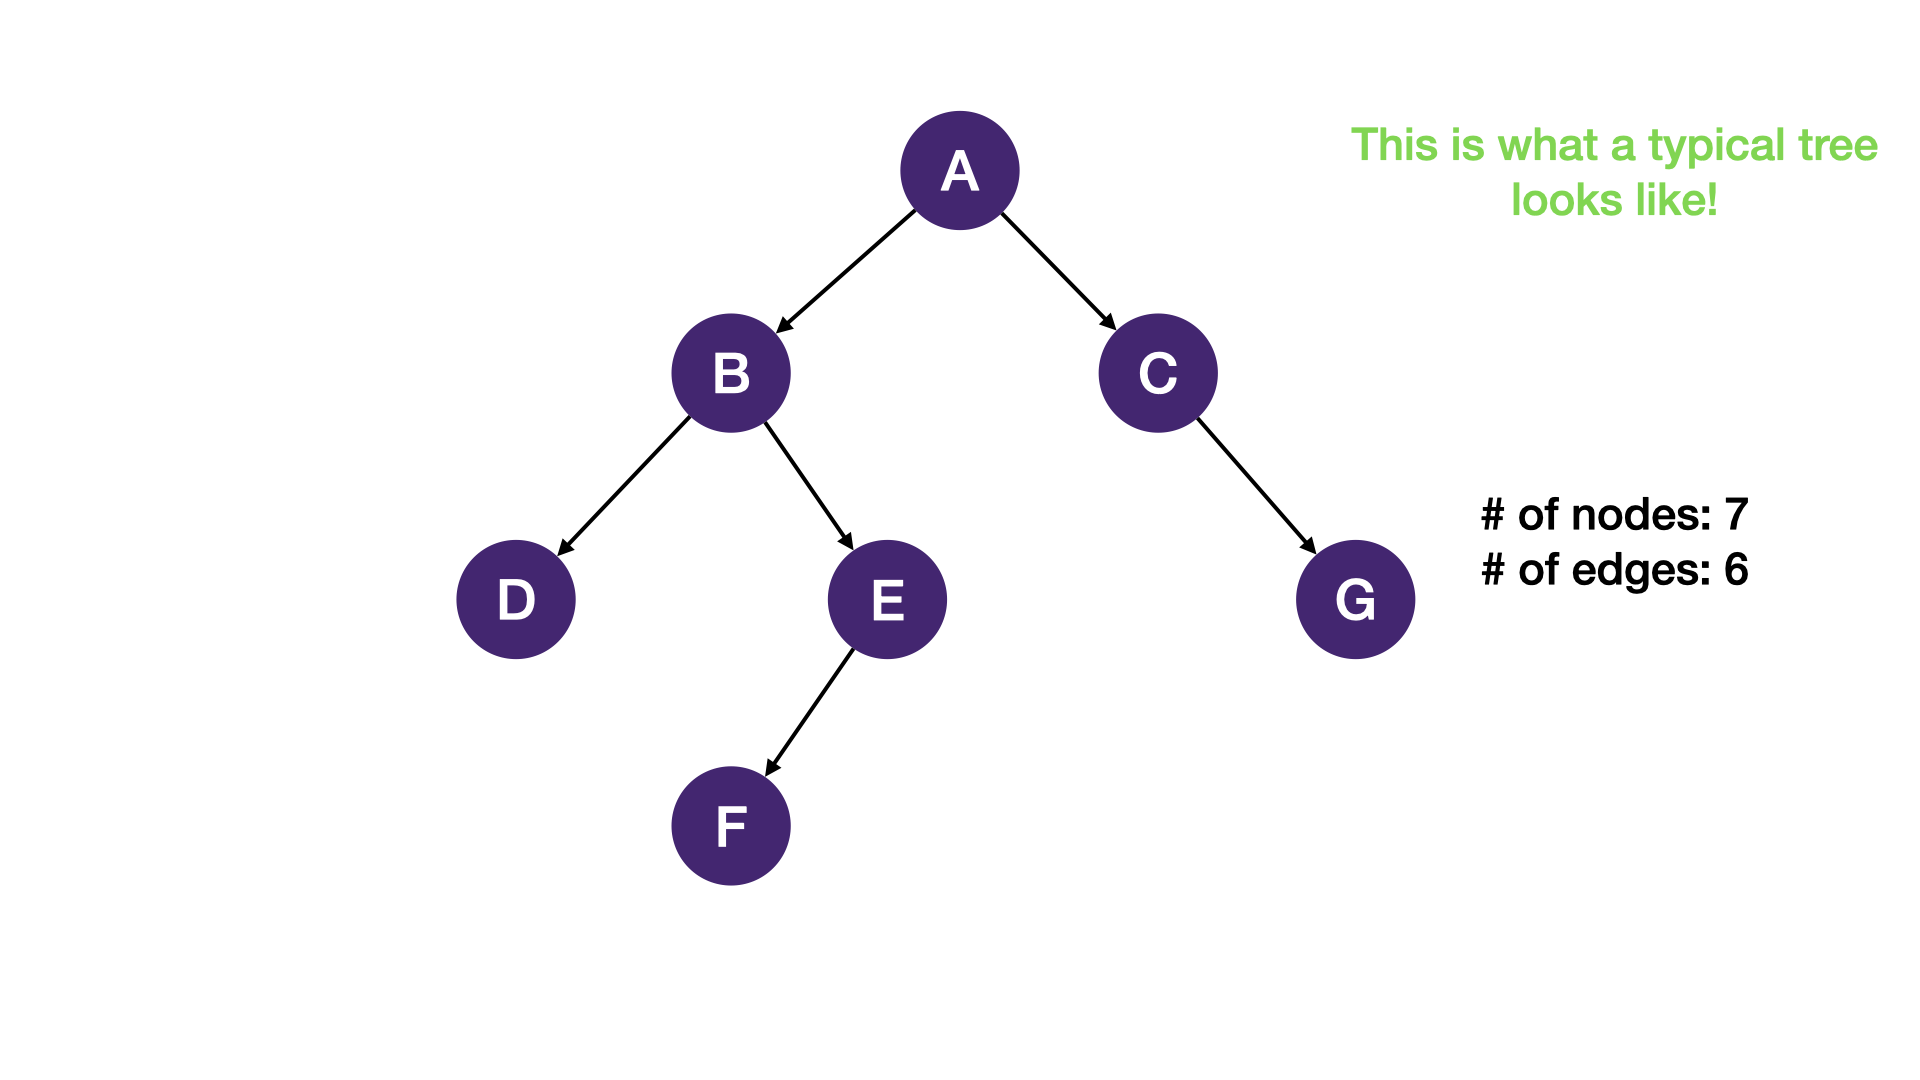 A
This is what a typical tree
looks like!
B
C
# of nodes: 7
# of edges: 6
D
E
G
F